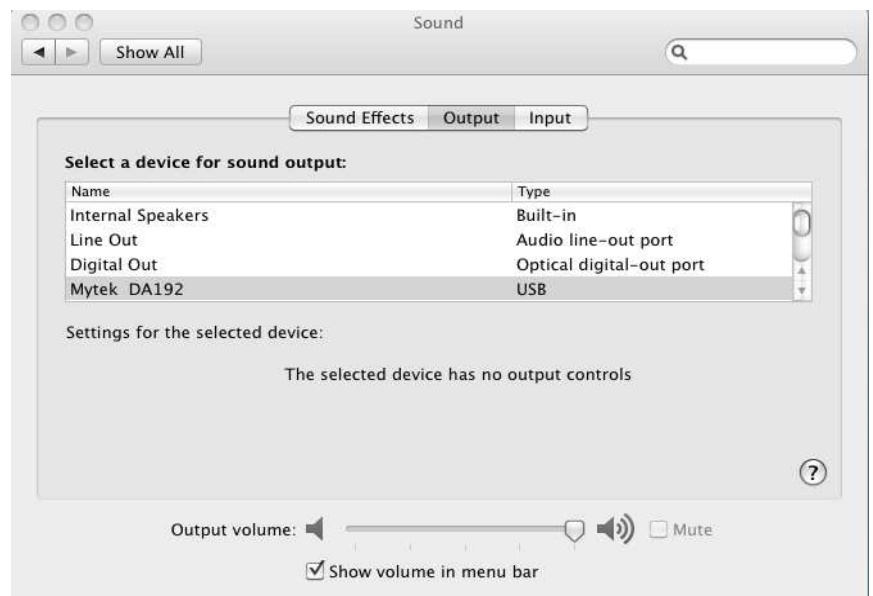 Sound
Show All
Sound Effects Output Input
Select a device for sound output:
Name Type
Internal Speakers Built-in
Line Out Audio line-out port
Digital Out Optical digital-out port
Mytek DA192 USB
Settings for the selected device:
The selected device has no output controls
?
Output volume: Mute
Show volume in menu bar